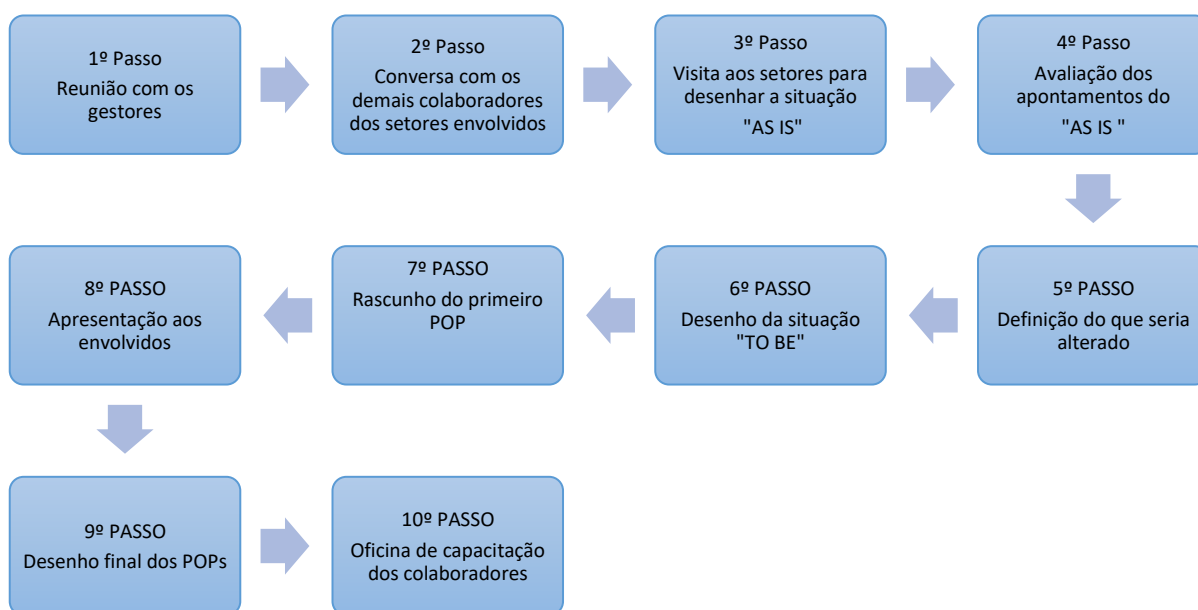 1º Passo
Reunião com os
gestores
2º Passo
Conversa com os
demais colaboradores
dos setores envolvidos
3º Passo
Visita aos setores para
desenhar a situação
"AS IS"
4º Passo
Avaliação dos
apontamentos do
"AS IS "
5º PASSO
Definição do que seria
alterado
6º PASSO
Desenho da situação
"TO BE"
7º PASSO
Rascunho do primeiro
POP
8º PASSO
Apresentação aos
envolvidos
9º PASSO
Desenho final dos POPs
10º PASSO
Oficina de capacitação
dos colaboradores